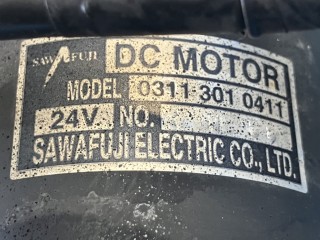 SAWAFUJI DC MOTOR
MODEL 0311 301 0411
24V. NO.
SAWAFUJI ELECTRIC CO., LTD.